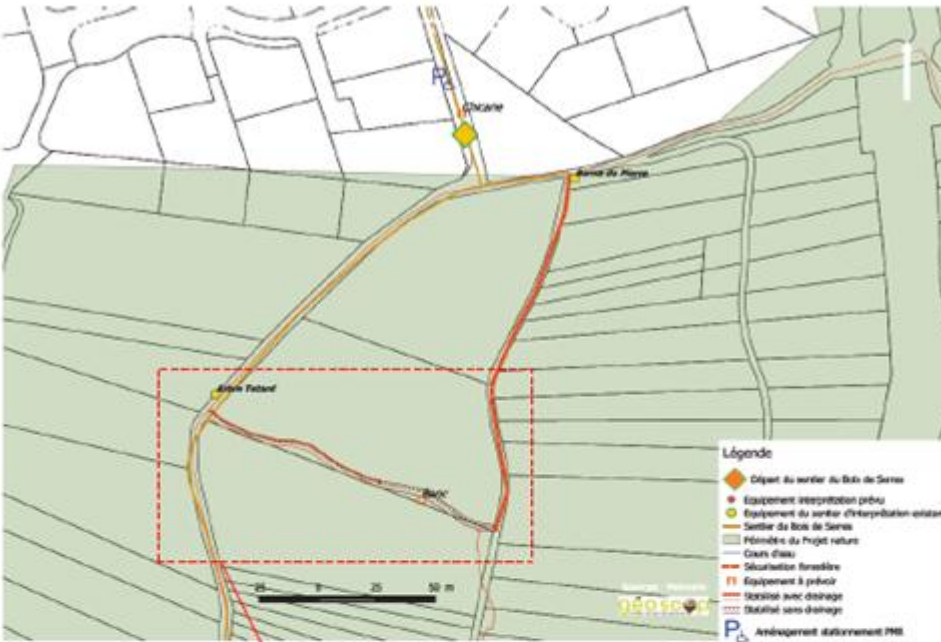 P
Chicane
Borne du Pierre
Arbre Tetard
Banc
Légende
Départ du sentier du Bois de Serres
Equipement interprétation prévu
Equipement du sentier d'interprétation existant
Sentier du Bois de Serres
Périmètre du Projet nature
Cours d'eau
Sécurisation forestière
Equipement à prévoir
Stabilisé avec drainage
Stabilisé sans drainage
P Aménagement stationnement PMR
25 0 25 50 m
géoscop